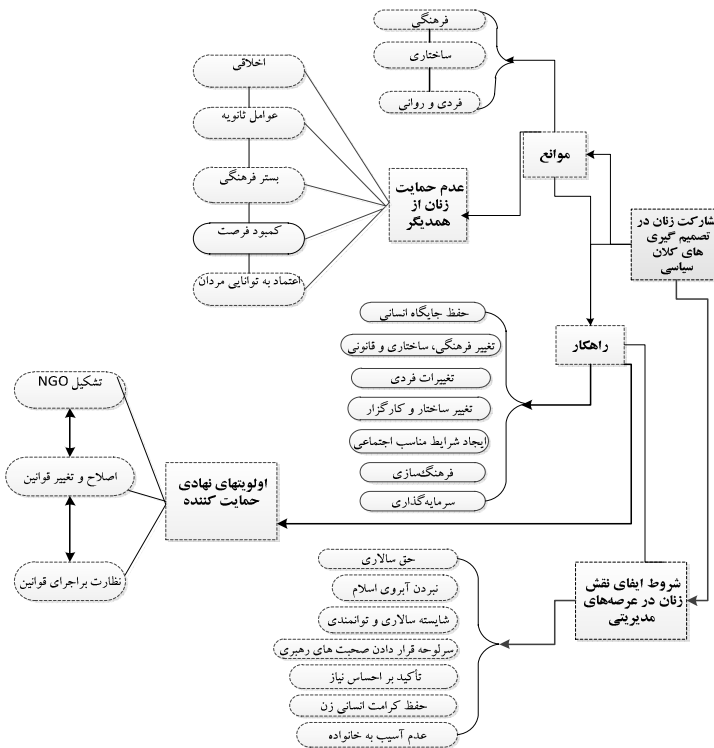 فرهنگی
ساختاری
فردی و روانی
اخلاقی
عوامل ثانویه
بستر فرهنگی
کمبود فرصت
اعتماد به توانایی مردان
عدم حمایت
زنان از
همدیگر
موانع
شارکت زنان در
تصمیم گیری
های کلان
سیاسی
راهکار
حفظ جایگاه انسانی
تغییر فرهنگی، ساختاری و قانونی
تغییرات فردی
تغییر ساختار و کارگزار
ایجاد شرایط مناسب اجتماعی
فرهنگ‌سازی
سرمایه‌گذاری
تشکیل NGO
اصلاح و تغییر قوانین
نظارت براجرای قوانین
اولویتهای نهادی
حمایت کننده
شروط ایفای نقش
زنان در عرصه‌های
مدیریتی
حق سالاری
نبردن آبروی اسلام
شایسته سالاری و توانمندی
سرلوحه قرار دادن صحبت های رهبری
تأکید بر احساس نیاز
حفظ کرامت انسانی زن
عدم آسیب به خانواده